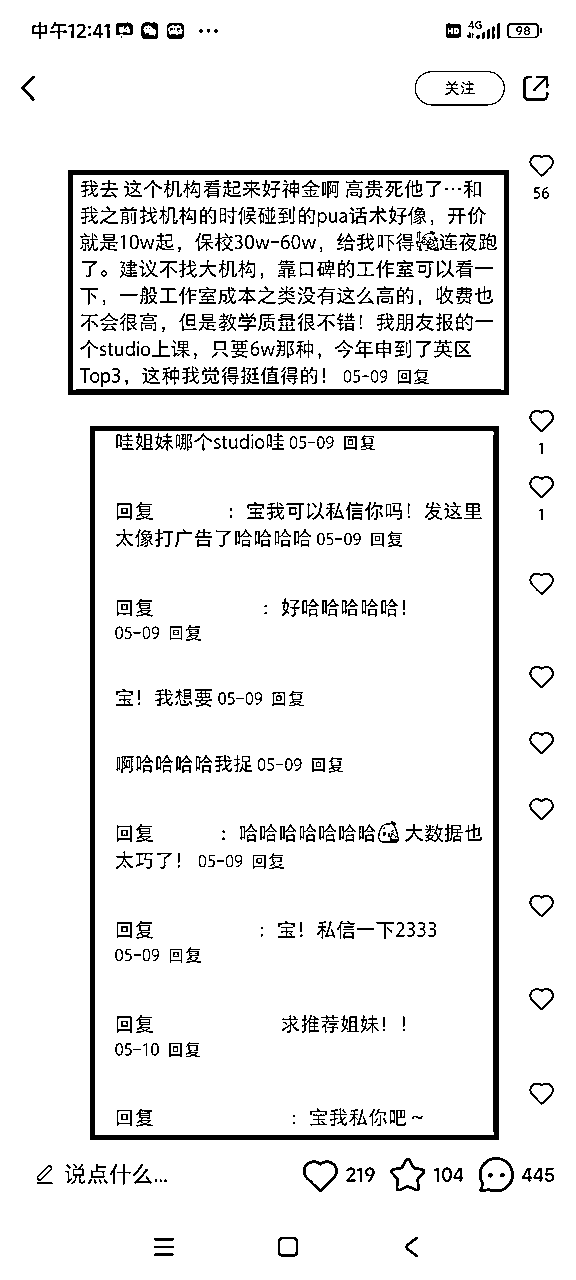 中午12:41 ··· HD 4G 98
关注
56
我去 这个机构看起来好神金啊 高贵死他了···和
我之前找机构的时候碰到的pua话术好像，开价
就是10w起，保校30w-60w，给我吓得连夜跑
了。建议不找大机构，靠口碑的工作室可以看一
下，一般工作室成本之类没有这么高的，收费也
不会很高，但是教学质量很不错！我朋友报的一
个studio上课，只要6w那种，今年申到了英区
Top3，这种我觉得挺值得的！ 05-09 回复
哇姐妹哪个studio哇 05-09 回复
1
回复 ：宝我可以私信你吗！发这里
太像打广告了哈哈哈哈 05-09 回复
1
回复 ：好哈哈哈哈哈！
05-09 回复
宝！我想要 05-09 回复
啊哈哈哈哈我捉 05-09 回复
回复 ：哈哈哈哈哈哈哈 大数据也
太巧了！ 05-09 回复
回复 ：宝！私信一下2333
05-09 回复
回复 求推荐姐妹！！
05-10 回复
回复 ：宝我私你吧～
说点什么... 219 104 445